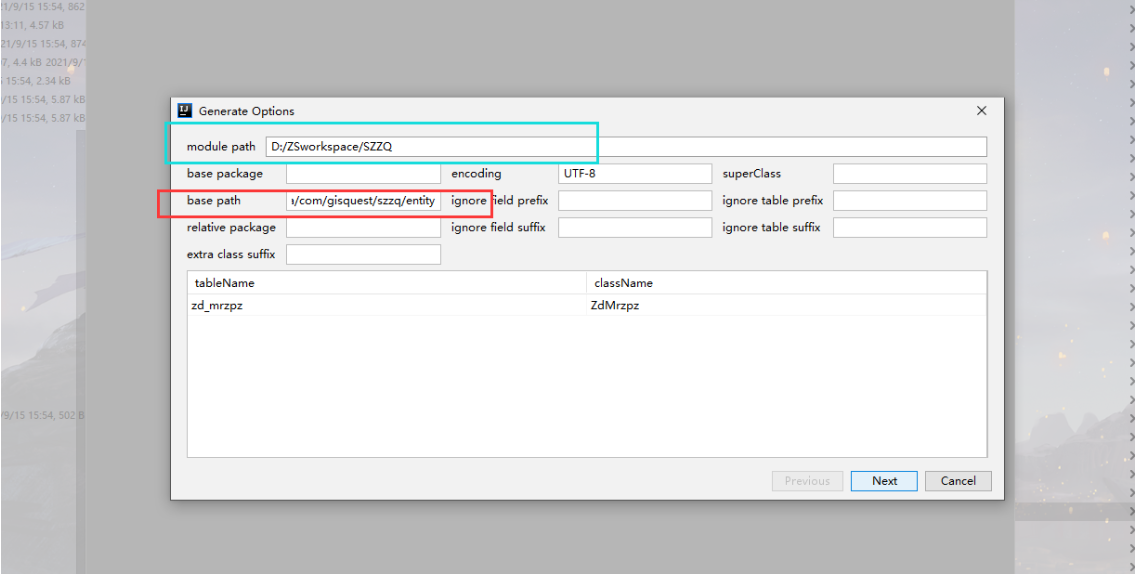 1/9/15 15:54, 862
13:11, 4.57 kB
21/9/15 15:54, 874
7, 4.4 kB 2021/9/
15:54, 2.34 kB
/15 15:54, 5.87 kB
/15 15:54, 5.87 kB
Generate Options
module path D:/ZSworkspace/SZZQ
base package encoding UTF-8 superClass
base path /com/gisquest/szzq/entity ignore field prefix ignore table prefix
relative package ignore field suffix ignore table suffix
extra class suffix
tableName className
zd_mrzpz ZdMrzpz
/9/15 15:54, 502 B
Previous Next Cancel